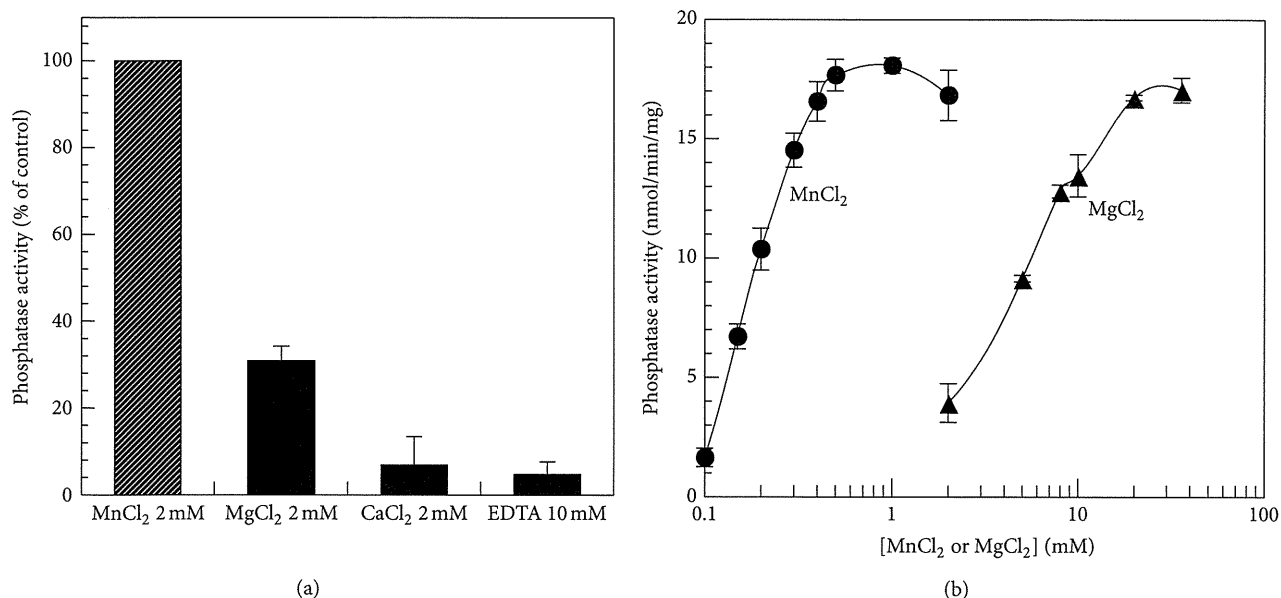 Phosphatase activity (% of control)
100
80
60
40
20
0
MnCl₂ 2 mM MgCl₂ 2 mM CaCl₂ 2 mM EDTA 10 mM
(a)
Phosphatase activity (nmol/min/mg)
20
15
10
5
0
MnCl₂
MgCl₂
0.1 1 10 100
[MnCl₂ or MgCl₂] (mM)
(b)